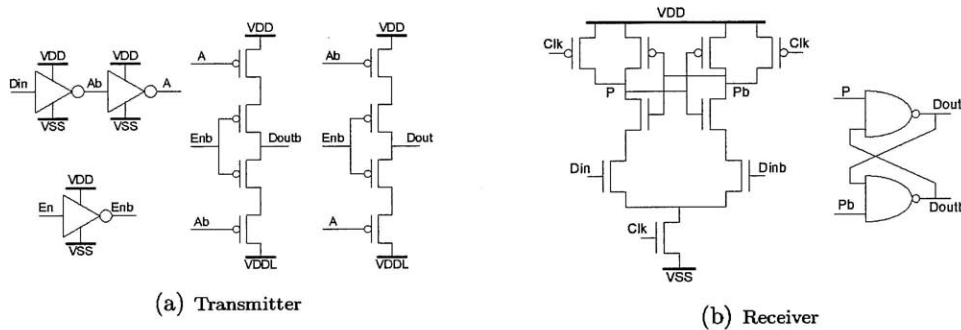 VDD
VDD
Din
Ab
A
VSS
VSS
VDD
En
Enb
VSS
VDD
A
Enb
Doutb
Ab
VDDL
VDD
Ab
Enb
Dout
A
VDDL
(a) Transmitter
VDD
Clk
Clk
P
Pb
Din
Dinb
Clk
VSS
P
Dout
Pb
Doutb
(b) Receiver